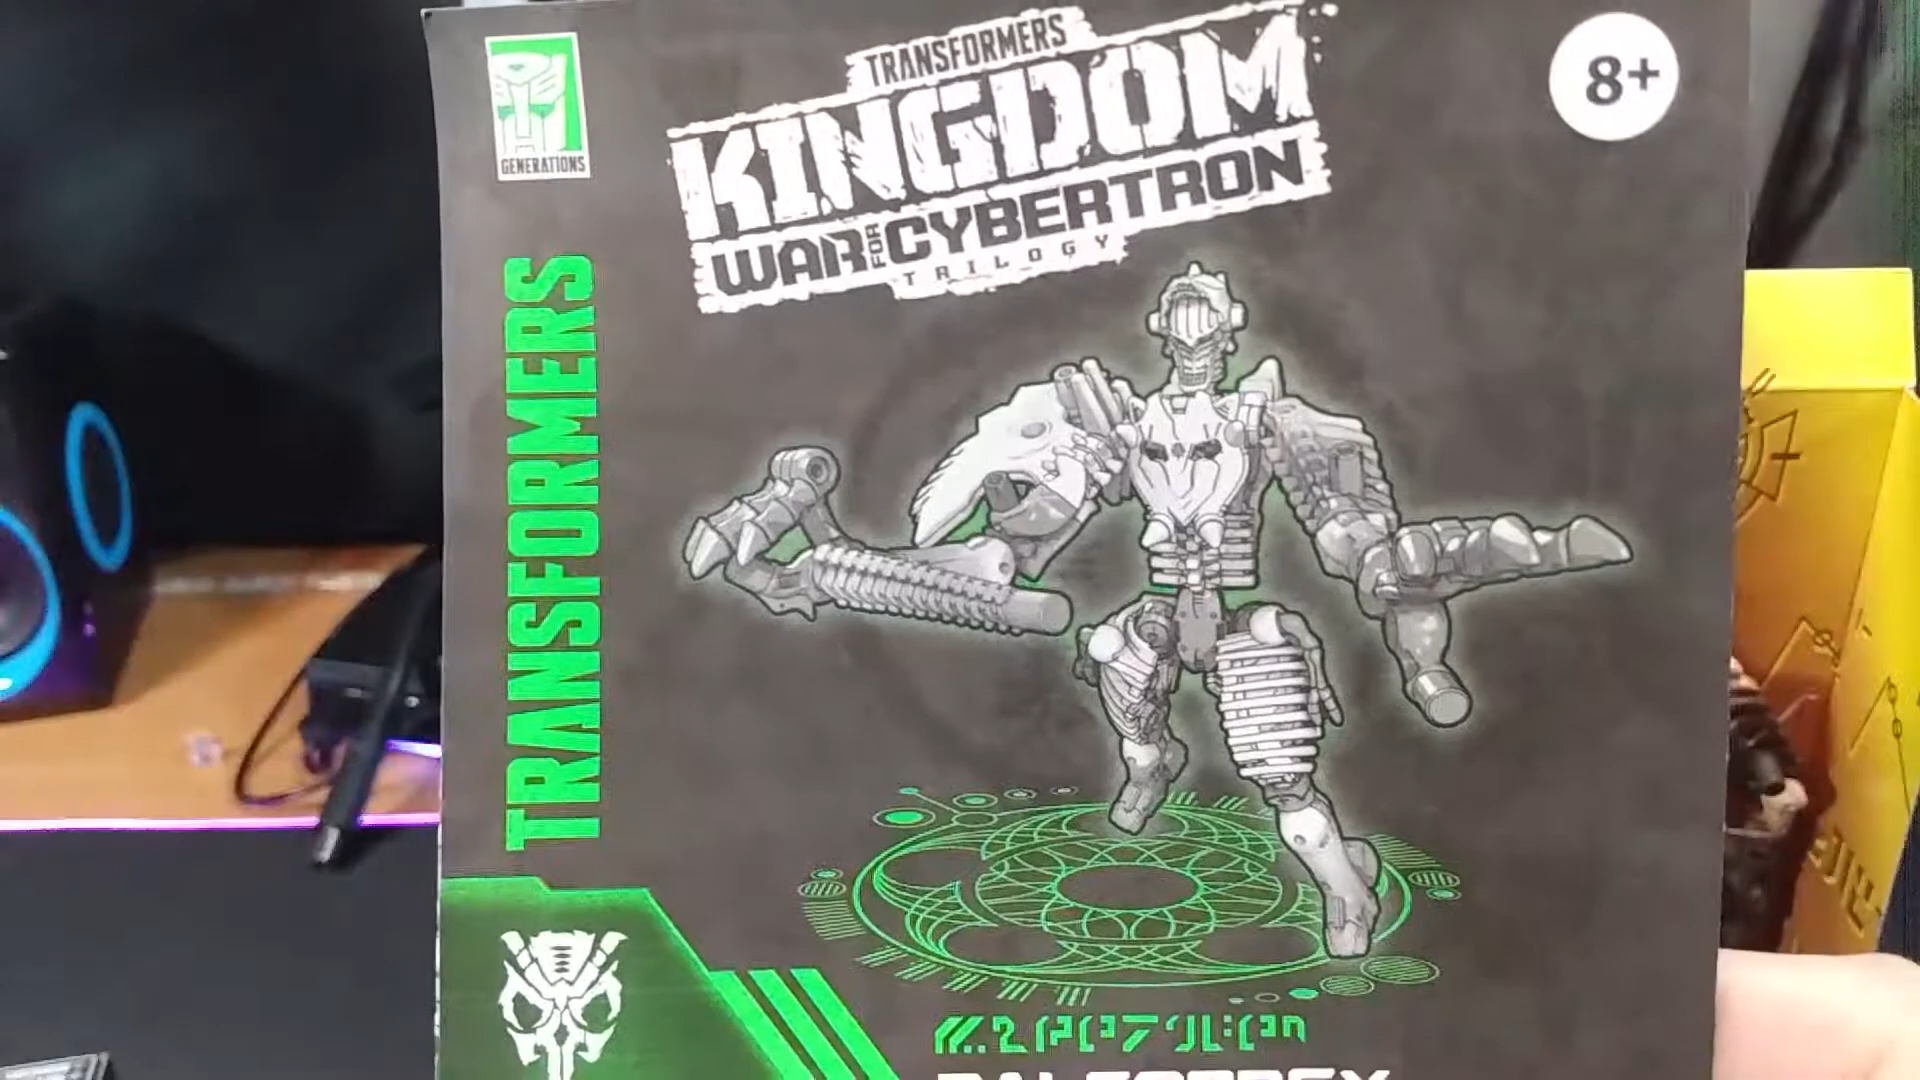 TRANSFORMERS
KINGDOM
WAR FOR CYBERTRON
TRILOGY
8+
GENERATIONS
TRANSFORMERS